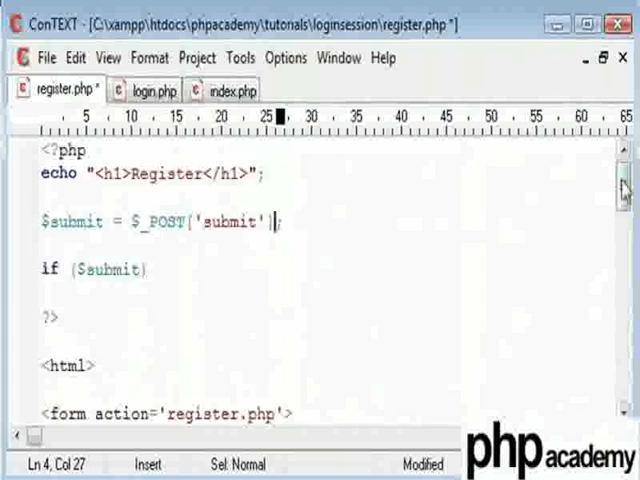 ConTEXT - [C:\xampp\htdocs\phpacademy\tutorials\loginsession\register.php *]
File Edit View Format Project Tools Options Window Help
register.php * login.php index.php
5 10 15 20 25 30 35 40 45 50 55 60 65
<?php
echo "<h1>Register</h1>";
$submit = $_POST['submit'];
if ($submit)
?>
<html>
<form action='register.php'>
Ln 4, Col 27 Insert Sel: Normal Modified
php academy